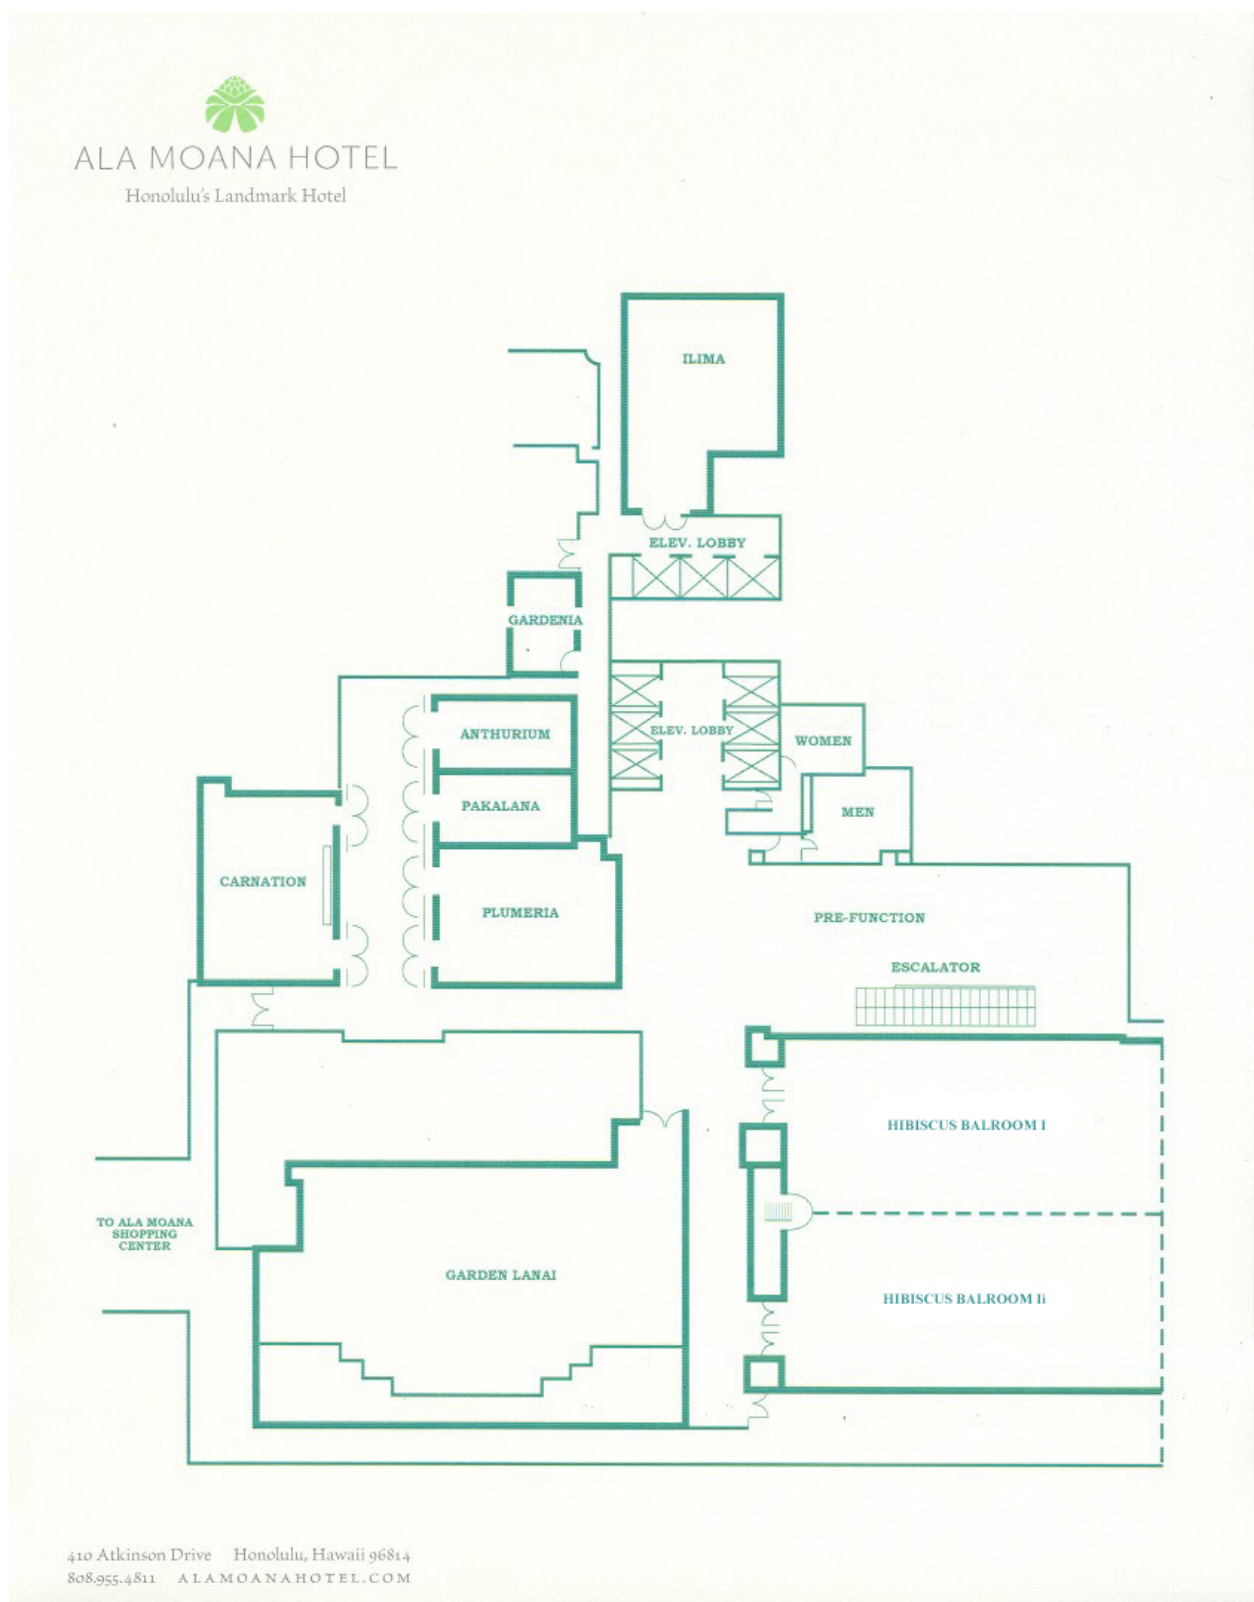 ALA MOANA HOTEL
Honolulu's Landmark Hotel
ILIMA
ELEV. LOBBY
GARDENIA
ANTHURIUM
ELEV. LOBBY
WOMEN
PAKALANA
MEN
CARNATION
PLUMERIA
PRE-FUNCTION
ESCALATOR
HIBISCUS BALROOM I
TO ALA MOANA
SHOPPING
CENTER
GARDEN LANAI
HIBISCUS BALROOM Ii
410 Atkinson Drive Honolulu, Hawaii 96814
808.955.4811 ALAMOANAHOTEL.COM